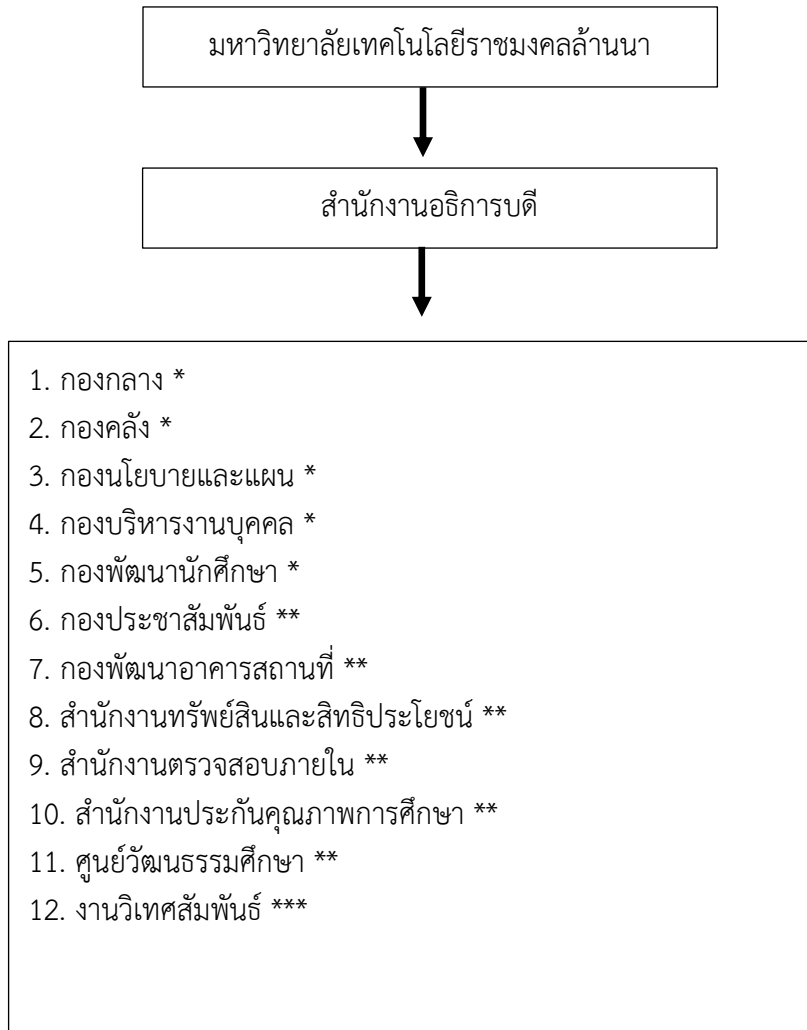 มหาวิทยาลัยเทคโนโลยีราชมงคลล้านนา
สำนักงานอธิการบดี
1. กองกลาง *
2. กองคลัง *
3. กองนโยบายและแผน *
4. กองบริหารงานบุคคล *
5. กองพัฒนานักศึกษา *
6. กองประชาสัมพันธ์ **
7. กองพัฒนาอาคารสถานที่ **
8. สำนักงานทรัพย์สินและสิทธิประโยชน์ **
9. สำนักงานตรวจสอบภายใน **
10. สำนักงานประกันคุณภาพการศึกษา **
11. ศูนย์วัฒนธรรมศึกษา **
12. งานวิเทศสัมพันธ์ ***